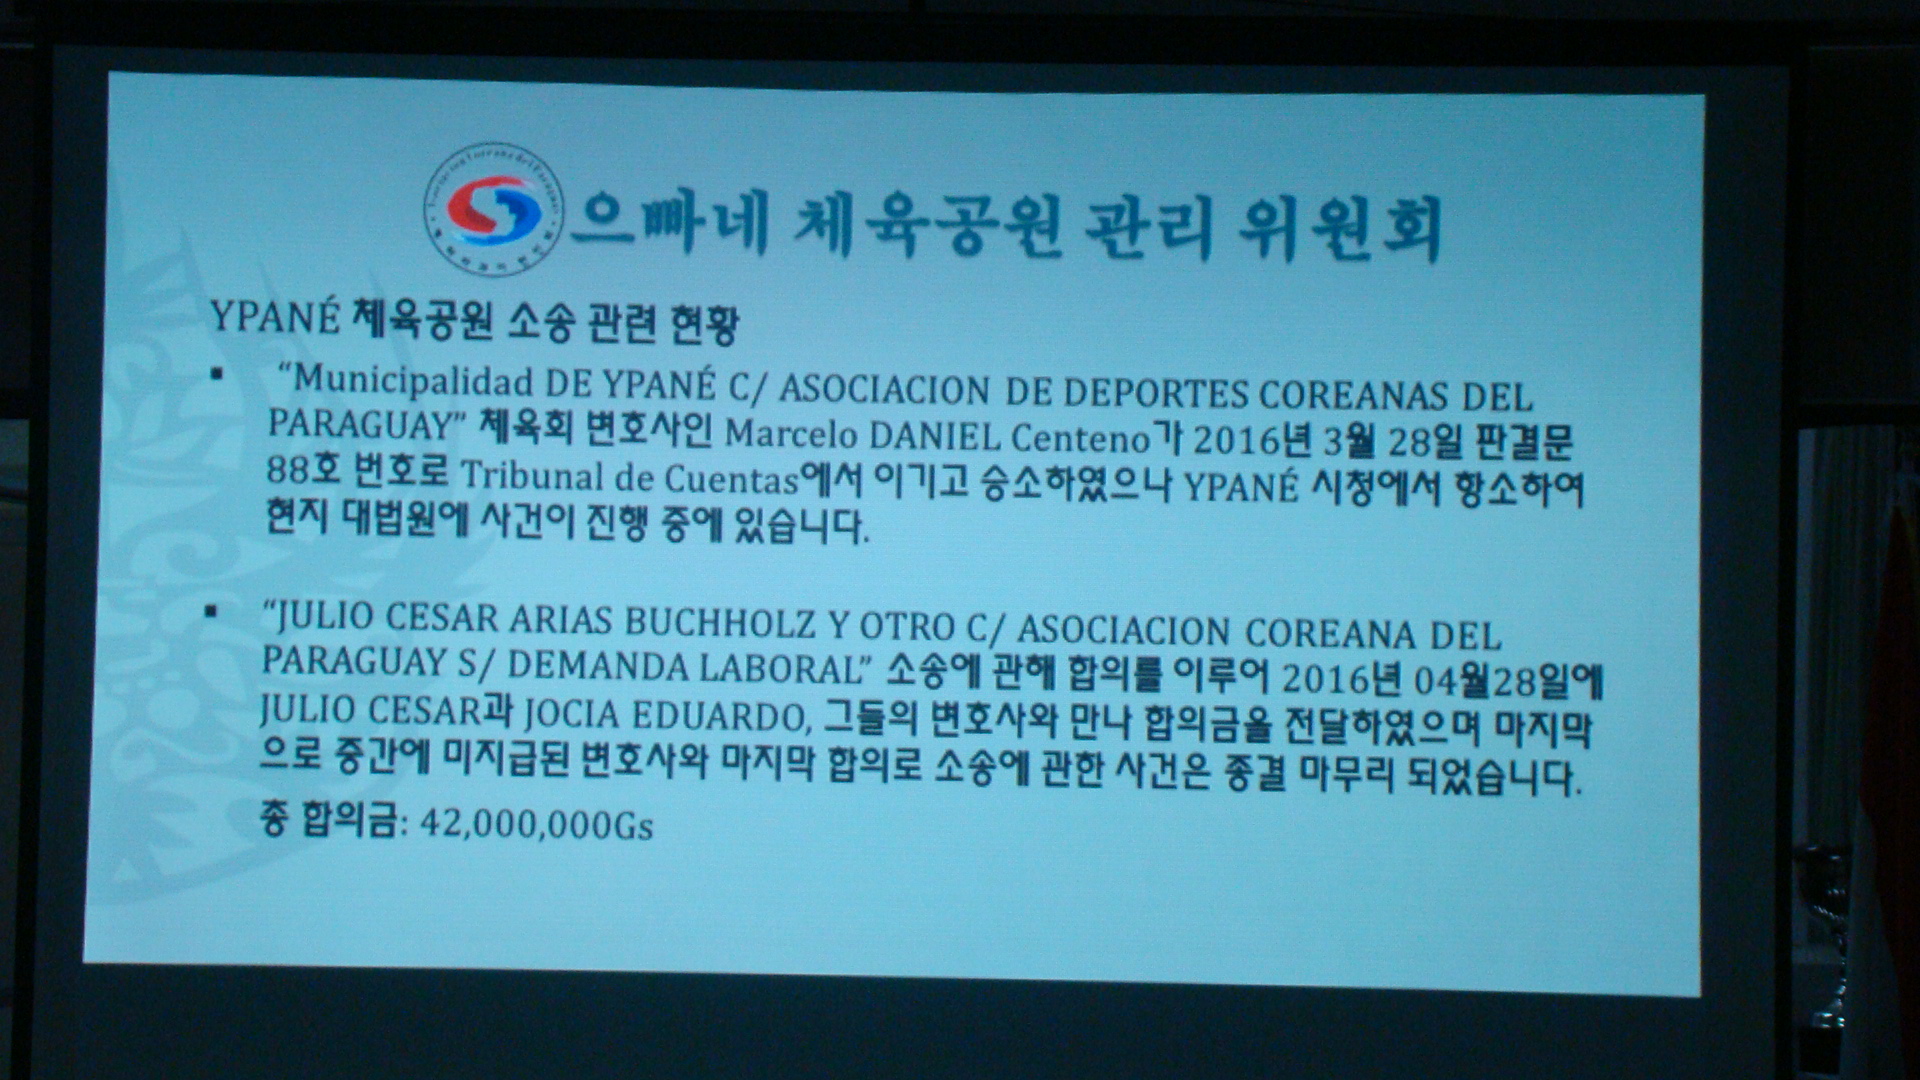 으빠네 체육공원 관리 위원회
YPANÉ 체육공원 소송 관련 현황
▪ “Municipalidad DE YPANÉ C/ ASOCIACION DE DEPORTES COREANAS DEL
PARAGUAY” 체육회 변호사인 Marcelo DANIEL Centeno가 2016년 3월 28일 판결문
88호 번호로 Tribunal de Cuentas에서 이기고 승소하였으나 YPANÉ 시청에서 항소하여
현지 대법원에 사건이 진행 중에 있습니다.
▪ “JULIO CESAR ARIAS BUCHHOLZ Y OTRO C/ ASOCIACION COREANA DEL
PARAGUAY S/ DEMANDA LABORAL” 소송에 관해 합의를 이루어 2016년 04월28일에
JULIO CESAR과 JOCIA EDUARDO, 그들의 변호사와 만나 합의금을 전달하였으며 마지막
으로 중간에 미지급된 변호사와 마지막 합의로 소송에 관한 사건은 종결 마무리 되었습니다.
총 합의금: 42,000,000Gs